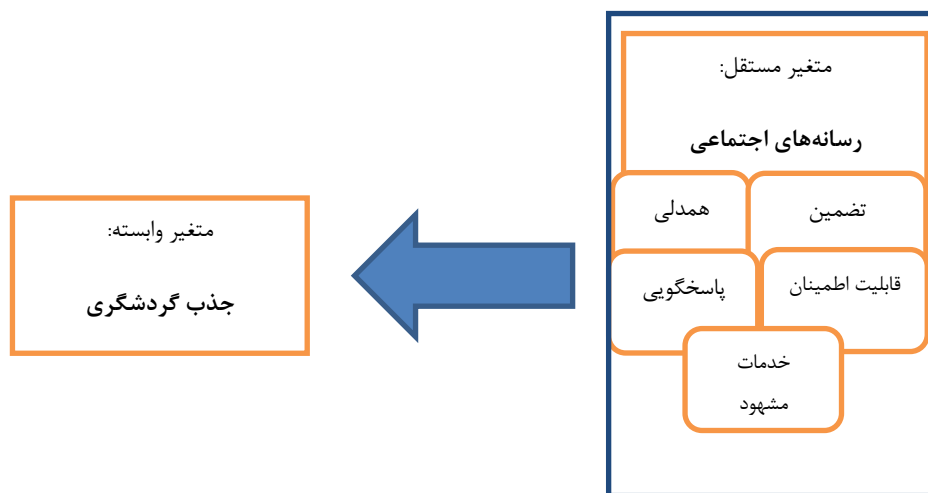 متغیر مستقل:
رسانه‌های اجتماعی
تضمین
همدلی
قابلیت اطمینان
پاسخگویی
خدمات
مشهود
متغیر وابسته:
جذب گردشگری